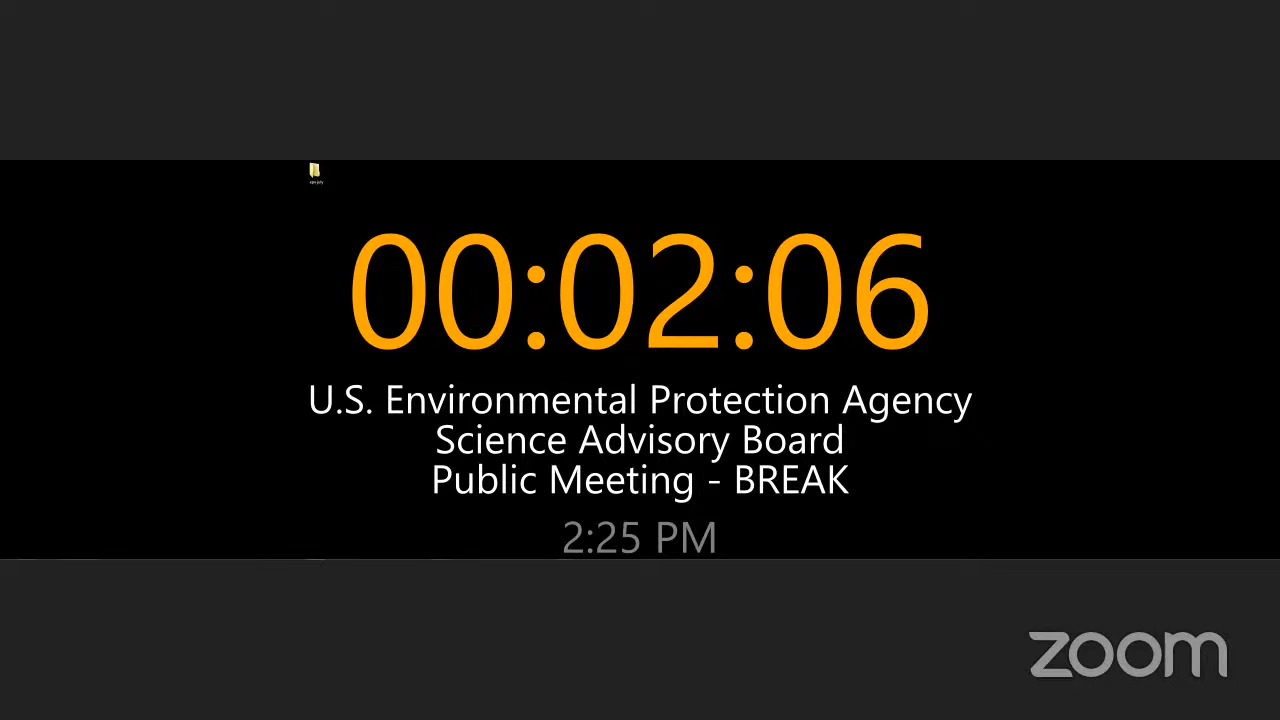 00:02:06
U.S. Environmental Protection Agency
Science Advisory Board
Public Meeting - BREAK
2:25 PM
zoom